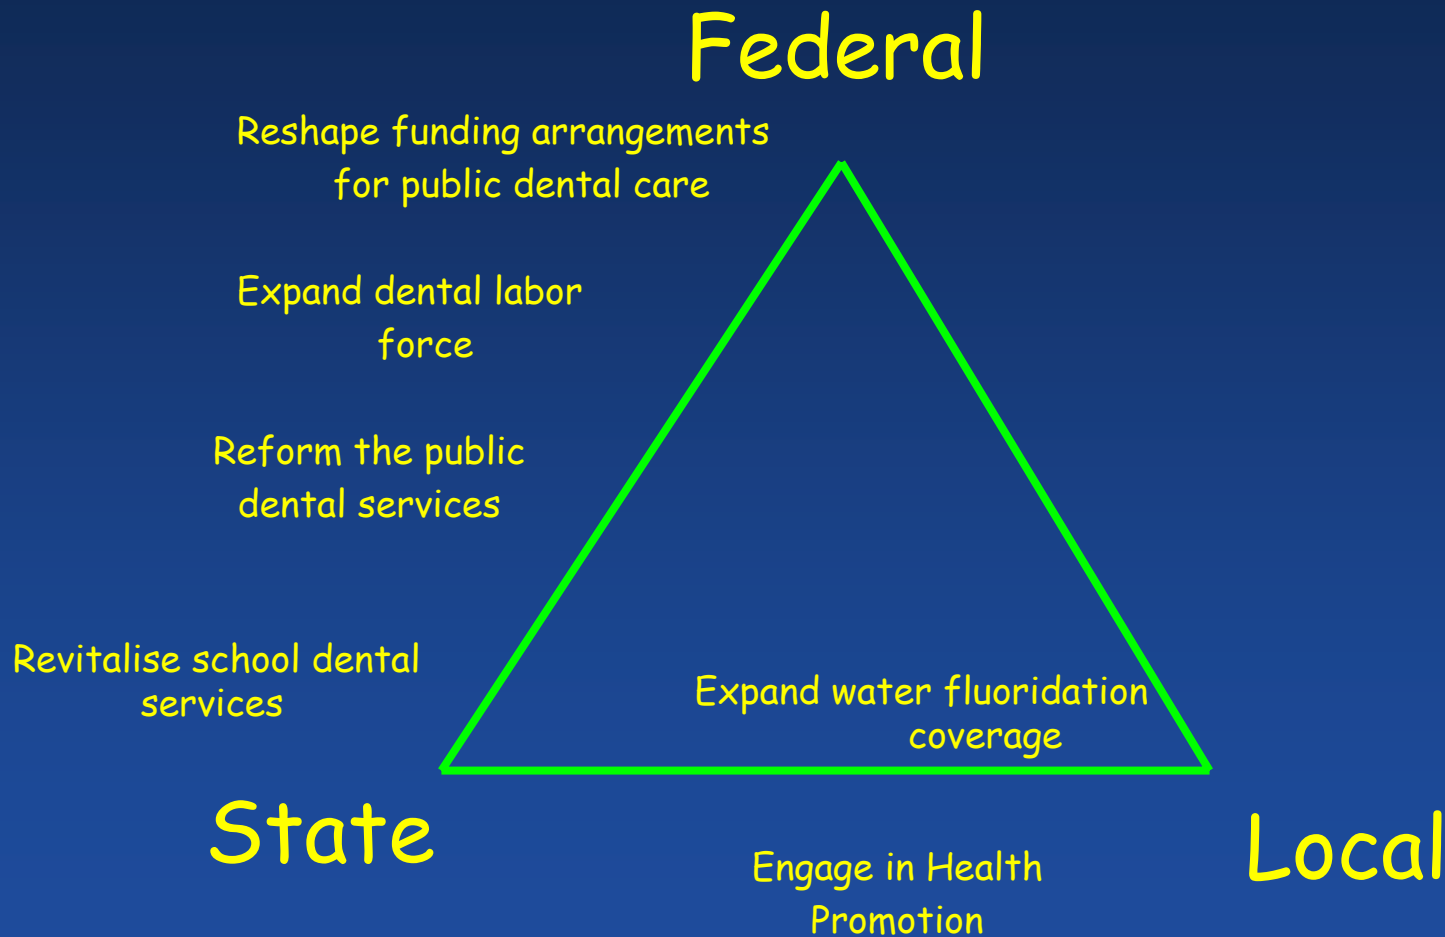 Federal
Reshape funding arrangements
for public dental care
Expand dental labor
force
Reform the public
dental services
Revitalise school dental
services
Expand water fluoridation
coverage
State
Local
Engage in Health
Promotion